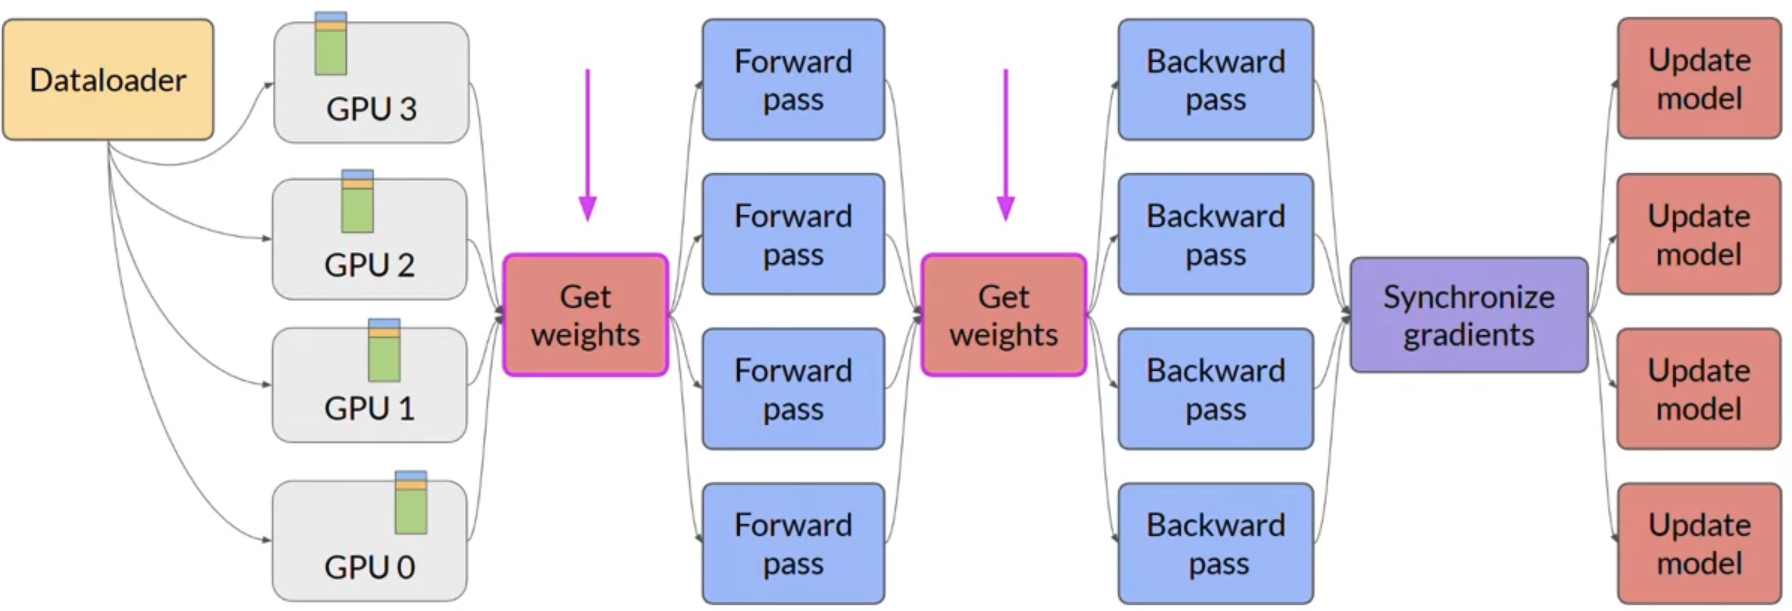 Dataloader
GPU 3
GPU 2
GPU 1
GPU 0
Get
weights
Forward
pass
Forward
pass
Forward
pass
Forward
pass
Get
weights
Backward
pass
Backward
pass
Backward
pass
Backward
pass
Synchronize
gradients
Update
model
Update
model
Update
model
Update
model